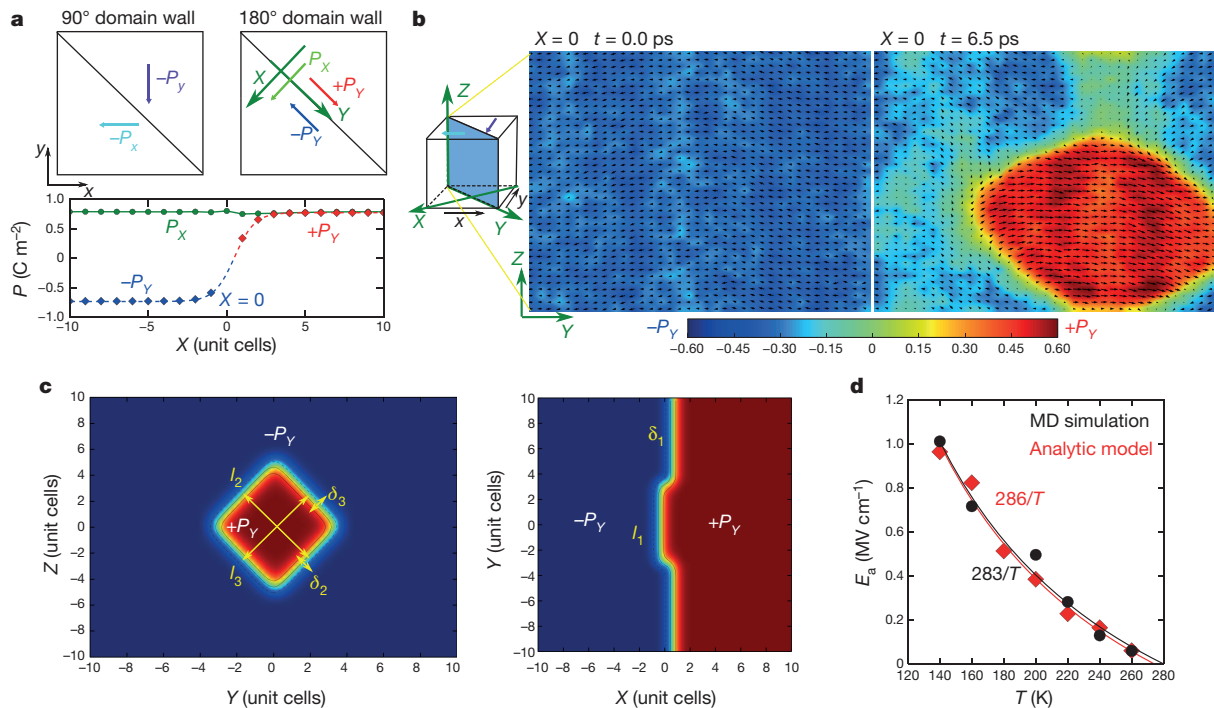 a
90° domain wall
180° domain wall
−Py
−Px
y
x
X
PX
+PY
−PY
Y
P (C m−2)
1.0
0.5
0
−0.5
−1.0
PX
+PY
−PY
X = 0
−10 −5 0 5 10
X (unit cells)
b
X = 0 t = 0.0 ps
X = 0 t = 6.5 ps
Z
y
X
x
Y
Z
Y
−PY
+PY
−0.60 −0.45 −0.30 −0.15 0 0.15 0.30 0.45 0.60
c
Z (unit cells)
10
8
6
4
2
0
−2
−4
−6
−8
−10
−PY
l2
δ3
+PY
l3
δ2
−10 −8 −6 −4 −2 0 2 4 6 8 10
Y (unit cells)
Y (unit cells)
10
8
6
4
2
0
−2
−4
−6
−8
−10
δ1
−PY
+PY
l1
−10 −8 −6 −4 −2 0 2 4 6 8 10
X (unit cells)
d
Ea (MV cm−1)
1.2
1.0
0.8
0.6
0.4
0.2
0
MD simulation
Analytic model
286/T
283/T
120 140 160 180 200 220 240 260 280
T (K)